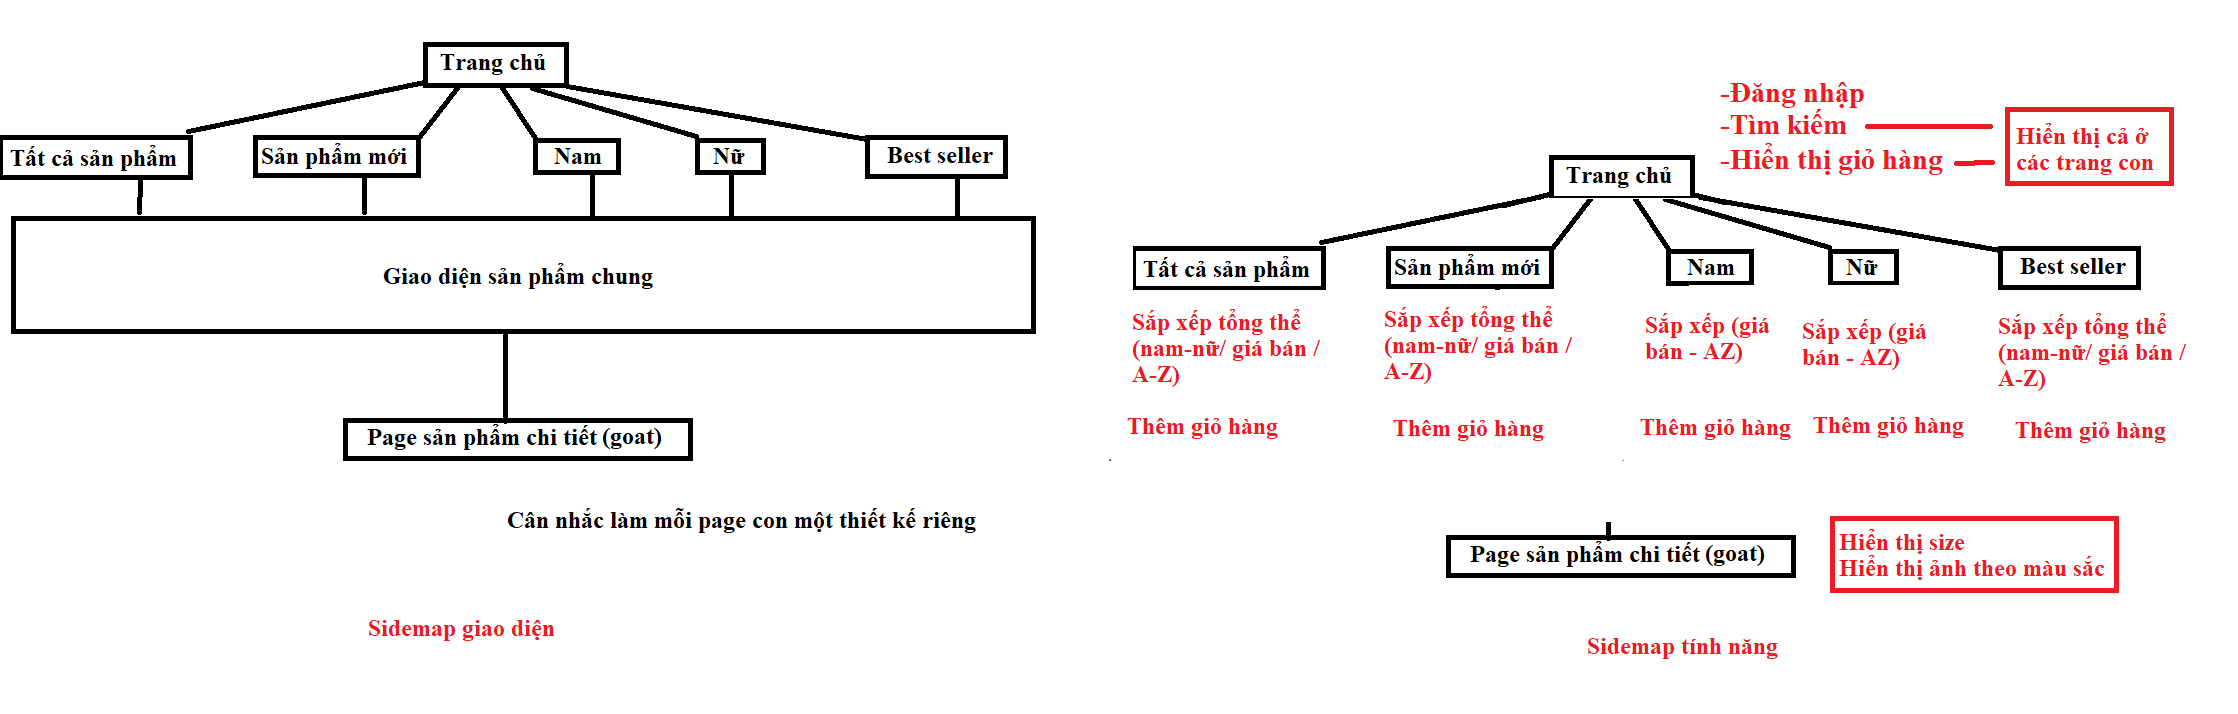 Trang chủ
Tất cả sản phẩm
Sản phẩm mới
Nam
Nữ
Best seller
Giao diện sản phẩm chung
Page sản phẩm chi tiết (goat)
Cân nhắc làm mỗi page con một thiết kế riêng
Sidemap giao diện
-Đăng nhập
-Tìm kiếm
-Hiển thị giỏ hàng
Hiển thị cả ở
các trang con
Trang chủ
Tất cả sản phẩm
Sản phẩm mới
Nam
Nữ
Best seller
Sắp xếp tổng thể
(nam-nữ/ giá bán /
A-Z)
Sắp xếp tổng thể
(nam-nữ/ giá bán /
A-Z)
Sắp xếp (giá
bán - AZ)
Sắp xếp (giá
bán - AZ)
Sắp xếp tổng thể
(nam-nữ/ giá bán /
A-Z)
Thêm giỏ hàng
Thêm giỏ hàng
Thêm giỏ hàng
Thêm giỏ hàng
Thêm giỏ hàng
Page sản phẩm chi tiết (goat)
Hiển thị size
Hiển thị ảnh theo màu sắc
Sidemap tính năng